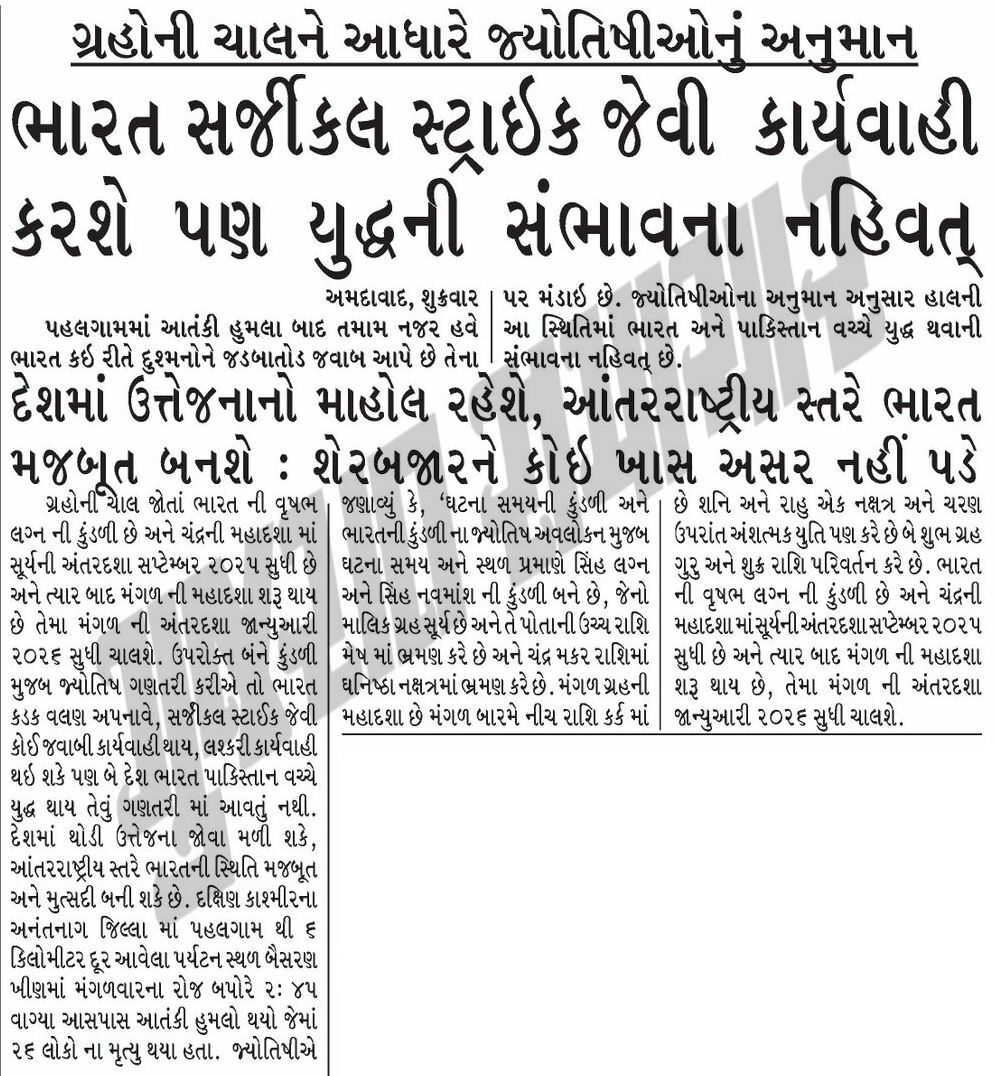 ગ્રહોની ચાલને આધારે જ્યોતિષીઓનું અનુમાન
ભારત સર્જીકલ સ્ટ્રાઇક જેવી કાર્યવાહી
કરશે પણ યુદ્ધની સંભાવના નહિવત્
અમદાવાદ, શુક્રવાર
પહલગામમાં આતંકી હુમલા બાદ તમામ નજર હવે
ભારત કઇ રીતે દુશ્મનોને જડબાતોડ જવાબ આપે છે તેના
પર મંડાઇ છે. જ્યોતિષીઓના અનુમાન અનુસાર હાલની
આ સ્થિતિમાં ભારત અને પાકિસ્તાન વચ્ચે યુદ્ધ થવાની
સંભાવના નહિવત્ છે.
દેશમાં ઉત્તેજનાનો માહોલ રહેશે, આંતરરાષ્ટ્રીય સ્તરે ભારત
મજબૂત બનશે : શેરબજારને કોઇ ખાસ અસર નહીં પડે
ગ્રહોની ચાલ જોતાં ભારત ની વૃષભ
લગ્ન ની કુંડળી છે અને ચંદ્રની મહાદશા માં
સૂર્યની અંતરદશા સપ્ટેમ્બર ૨૦૨૫ સુધી છે
અને ત્યાર બાદ મંગળ ની મહાદશા શરૂ થાય
છે તેમા મંગળ ની અંતરદશા જાન્યુઆરી
૨૦૨૬ સુધી ચાલશે. ઉપરોક્ત બંને કુંડળી
મુજબ જ્યોતિષ ગણતરી કરીએ તો ભારત
કડક વલણ અપનાવે, સર્જીકલ સ્ટાઈક જેવી
કોઈ જવાબી કાર્યવાહી થાય, લશ્કરી કાર્યવાહી
થઇ શકે પણ બે દેશ ભારત પાકિસ્તાન વચ્ચે
યુદ્ધ થાય તેવું ગણતરી માં આવતું નથી.
દેશમાં થોડી ઉત્તેજના જોવા મળી શકે,
આંતરરાષ્ટ્રીય સ્તરે ભારતની સ્થિતિ મજબૂત
અને મુત્સદી બની શકે છે. દક્ષિણ કાશ્મીરના
અનંતનાગ જિલ્લા માં પહલગામ થી ૬
કિલોમીટર દૂર આવેલા પર્યટન સ્થળ બૈસરણ
ખીણમાં મંગળવારના રોજ બપોરે ૨: ૪૫
વાગ્યા આસપાસ આતંકી હુમલો થયો જેમાં
૨૬ લોકો ના મૃત્યુ થયા હતા. જ્યોતિષીએ
જણાવ્યું કે, 'ઘટના સમયની કુંડળી અને
ભારતની કુંડળી ના જ્યોતિષ અવલોકન મુજબ
ઘટના સમય અને સ્થળ પ્રમાણે સિંહ લગ્ન
અને સિંહ નવમાંશ ની કુંડળી બને છે, જેનો
માલિક ગ્રહ સૂર્ય છે અને તે પોતાની ઉચ્ચ રાશિ
મેષ માં ભ્રમણ કરે છે અને ચંદ્ર મકર રાશિમાં
ઘનિષ્ઠા નક્ષત્રમાં ભ્રમણ કરે છે. મંગળ ગ્રહની
મહાદશા છે મંગળ બારમે નીચ રાશિ કર્ક માં
છે શનિ અને રાહુ એક નક્ષત્ર અને ચરણ
ઉપરાંત અંશત્મક યુતિ પણ કરે છે બે શુભ ગ્રહ
ગુરુ અને શુક્ર રાશિ પરિવર્તન કરે છે. ભારત
ની વૃષભ લગ્ન ની કુંડળી છે અને ચંદ્રની
મહાદશા માં સૂર્યની અંતરદશા સપ્ટેમ્બર ૨૦૨૫
સુધી છે અને ત્યાર બાદ મંગળ ની મહાદશા
શરૂ થાય છે, તેમા મંગળ ની અંતરદશા
જાન્યુઆરી ૨૦૨૬ સુધી ચાલશે.
ગુજરાત સમાચાર